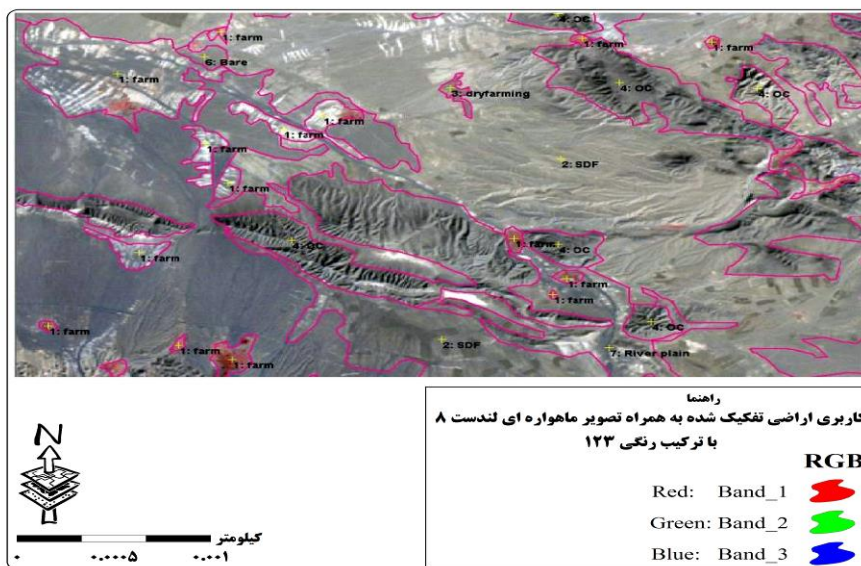 4: OC
1: farm
1: farm
1: farm
6: Bare
1: farm
4: OC
3: dryfarming
4: OC
1: farm
1: farm
1: farm
2: SDF
1: farm
4: OC
1: farm
4: OC
1: farm
1: farm
1: farm
1: farm
4: OC
1: farm
2: SDF
1: farm
7: River plain
راهنما
کاربری اراضی تفکیک شده به همراه تصویر ماهواره ای لندست ۸
با ترکیب رنگی ۱۲۳
RGB
Red: Band_1
Green: Band_2
Blue: Band_3
N
کیلومتر
۰ ۰.۰۰۰۵ ۰.۰۰۱